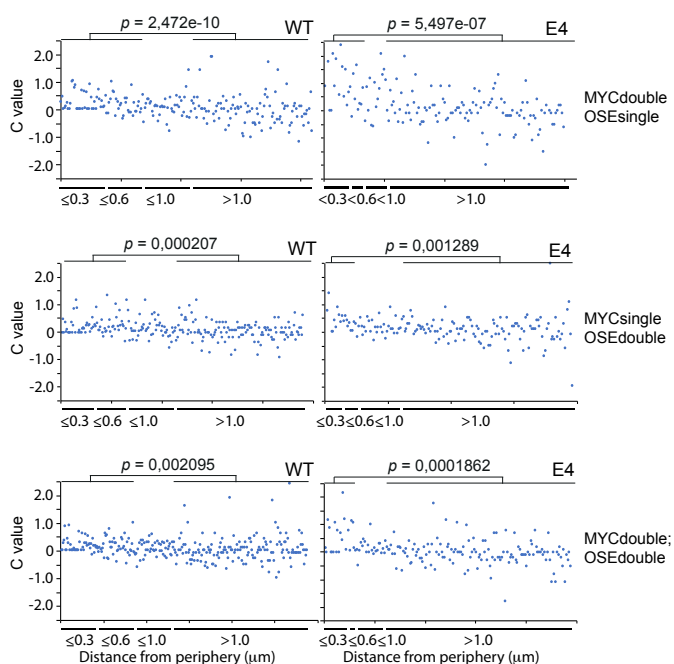 p = 2,472e-10
WT
p = 5,497e-07
E4
C value
2.0
1.0
0
-1.0
-2.0
MYCdouble
OSEsingle
≤0.3 ≤0.6 ≤1.0 >1.0
<0.3<0.6<1.0 >1.0
p = 0,000207
WT
p = 0,001289
E4
C value
2.0
1.0
0
-1.0
-2.0
MYCsingle
OSEdouble
≤0.3 ≤0.6 ≤1.0 >1.0
≤0.3≤0.6≤1.0 >1.0
p = 0,002095
WT
p = 0,0001862
E4
C value
2.0
1.0
0
-1.0
-2.0
MYCdouble;
OSEdouble
≤0.3 ≤0.6 ≤1.0 >1.0
≤0.3≤0.6≤1.0 >1.0
Distance from periphery (μm)
Distance from periphery (μm)